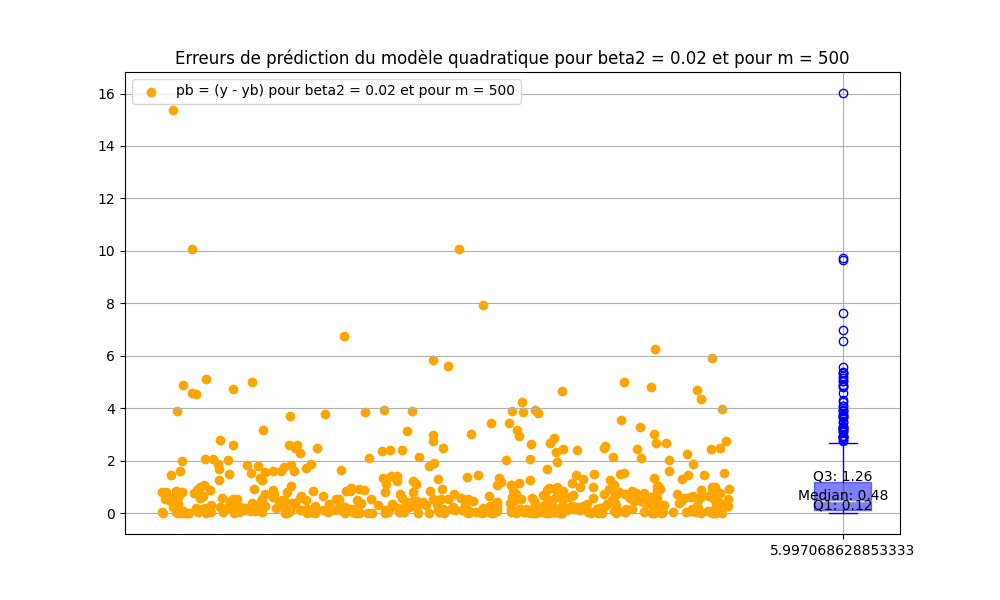 Erreurs de prédiction du modèle quadratique pour beta2 = 0.02 et pour m = 500
pb = (y - yb) pour beta2 = 0.02 et pour m = 500
16
14
12
10
8
6
4
2
0
Q3: 1.26
Median: 0.48
Q1: 0.12
5.997068628853333